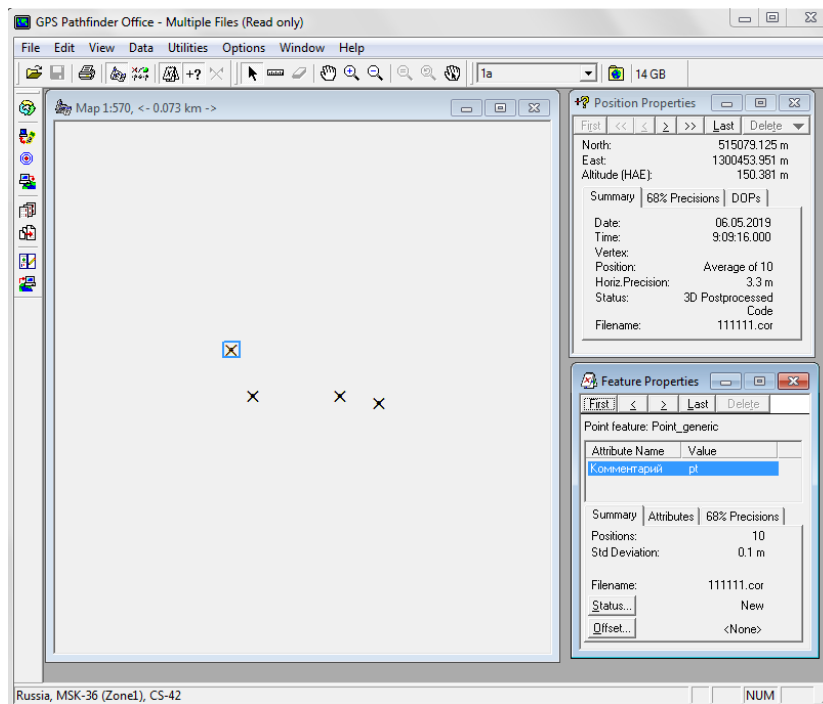 GPS Pathfinder Office - Multiple Files (Read only)
File Edit View Data Utilities Options Window Help
+? 1a 14 GB
Map 1:570, <- 0.073 km ->
+? Position Properties
First << < > >> Last Delete
North: 515079.125 m
East: 1300453.951 m
Altitude (HAE): 150.381 m
Summary 68% Precisions DOPs
Date: 06.05.2019
Time: 9:09:16.000
Vertex:
Position: Average of 10
Horiz.Precision: 3.3 m
Status: 3D Postprocessed
Code
Filename: 111111.cor
Feature Properties
First < > Last Delete
Point feature: Point_generic
Attribute Name Value
Комментарий pt
Summary Attributes 68% Precisions
Positions: 10
Std Deviation: 0.1 m
Filename: 111111.cor
Status... New
Offset... <None>
Russia, MSK-36 (Zone1), CS-42 NUM